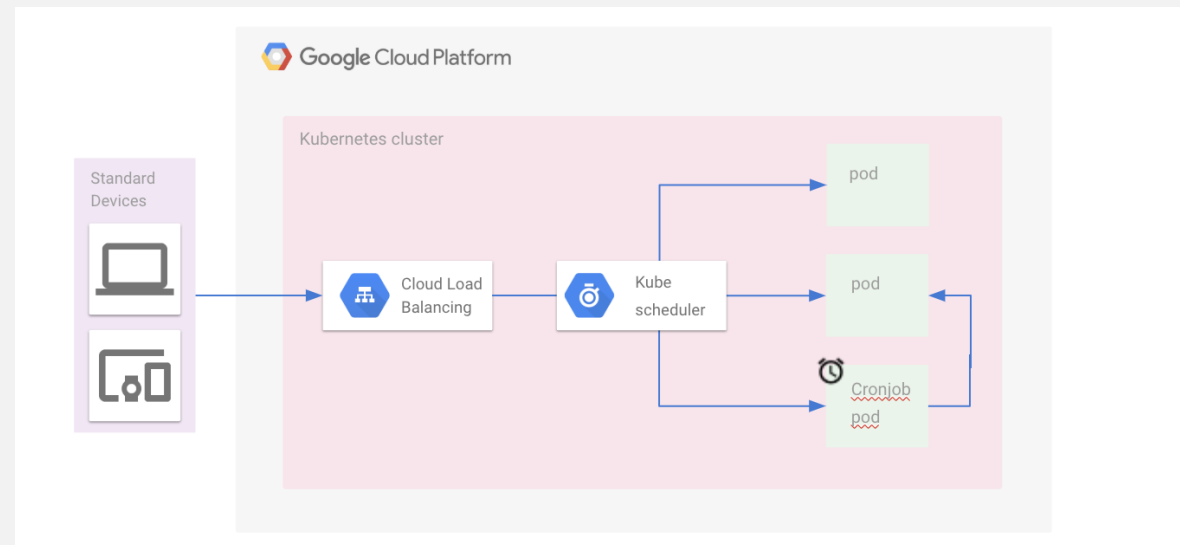 Google Cloud Platform
Kubernetes cluster
Standard
Devices
Cloud Load
Balancing
Kube
scheduler
pod
pod
Cronjob
pod